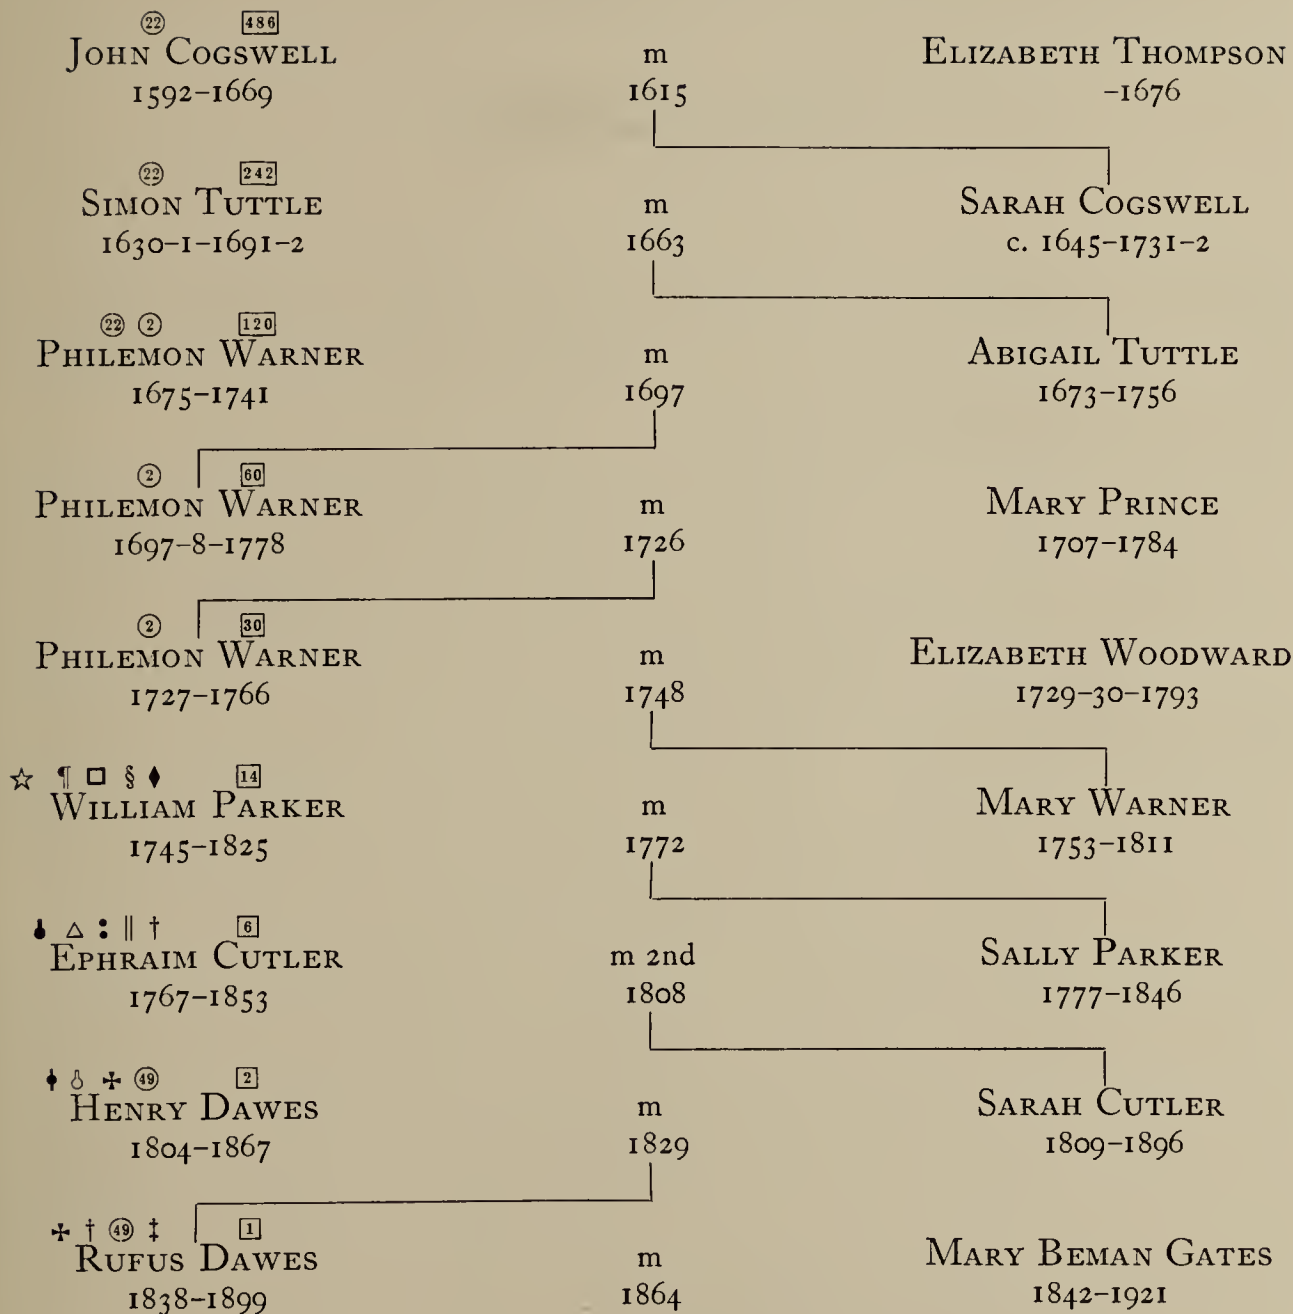 ㉒ 486
John Cogswell m Elizabeth Thompson
1592–1669 1615 –1676
㉒ 242
Simon Tuttle m Sarah Cogswell
1630-1–1691-2 1663 c. 1645–1731-2
㉒ ② 120
Philemon Warner m Abigail Tuttle
1675–1741 1697 1673–1756
② 60
Philemon Warner m Mary Prince
1697-8–1778 1726 1707–1784
② 30
Philemon Warner m Elizabeth Woodward
1727–1766 1748 1729-30–1793
☆ ¶ □ § ♦ 14
William Parker m Mary Warner
1745–1825 1772 1753–1811
△ : ‖ † 6
Ephraim Cutler m 2nd Sally Parker
1767–1853 1808 1777–1846
✢ ㊾ 2
Henry Dawes m Sarah Cutler
1804–1867 1829 1809–1896
✢ † ㊾ ‡ 1
Rufus Dawes m Mary Beman Gates
1838–1899 1864 1842–1921